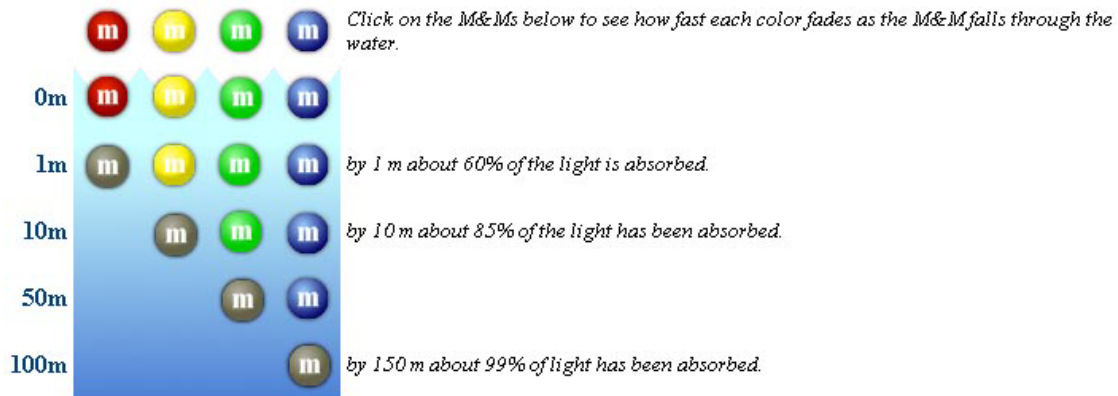 Click on the M&Ms below to see how fast each color fades as the M&M falls through the
water.
m m m m
0m m m m m
1m m m m m by 1 m about 60% of the light is absorbed.
10m m m m by 10 m about 85% of the light has been absorbed.
50m m m
100m m by 150 m about 99% of light has been absorbed.